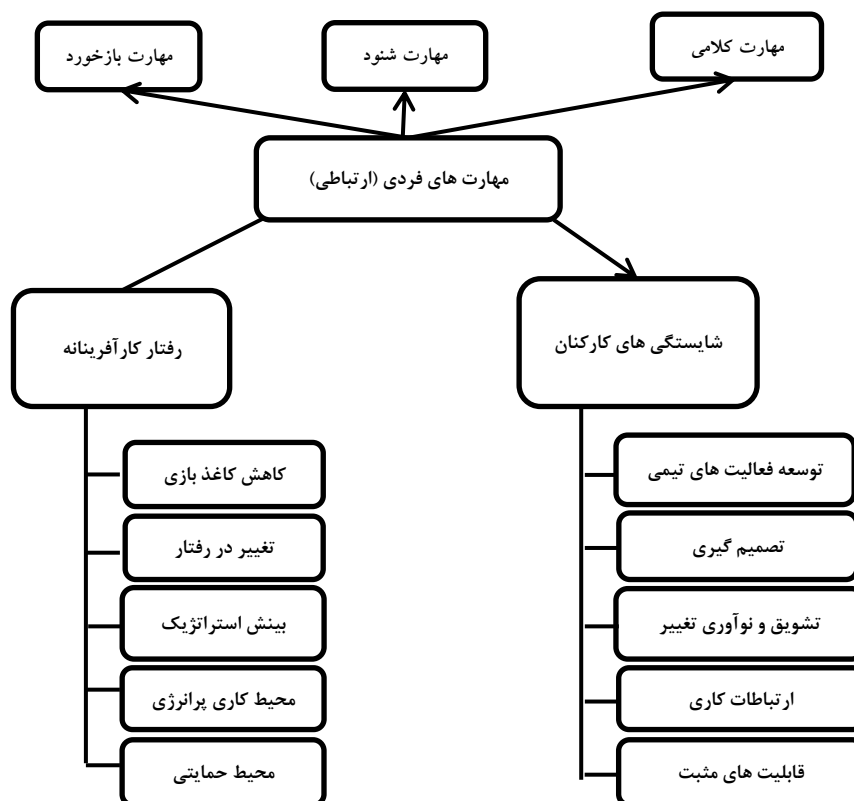 مهارت کلامی
مهارت شنود
مهارت بازخورد
مهارت های فردی (ارتباطی)
شایستگی های کارکنان
رفتار کارآفرینانه
توسعه فعالیت های تیمی
تصمیم گیری
تشویق و نوآوری تغییر
ارتباطات کاری
قابلیت های مثبت
کاهش کاغذ بازی
تغییر در رفتار
بینش استراتژیک
محیط کاری پرانرژی
محیط حمایتی